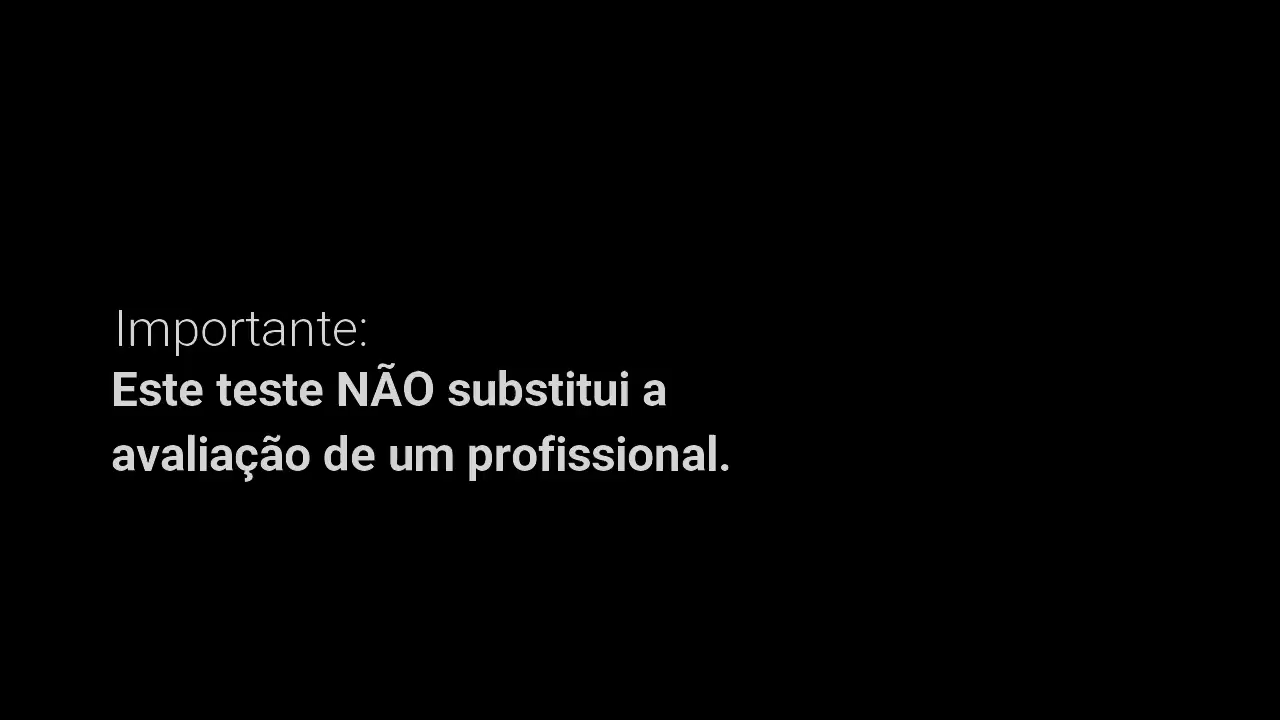 Importante:
Este teste NÃO substitui a
avaliação de um profissional.